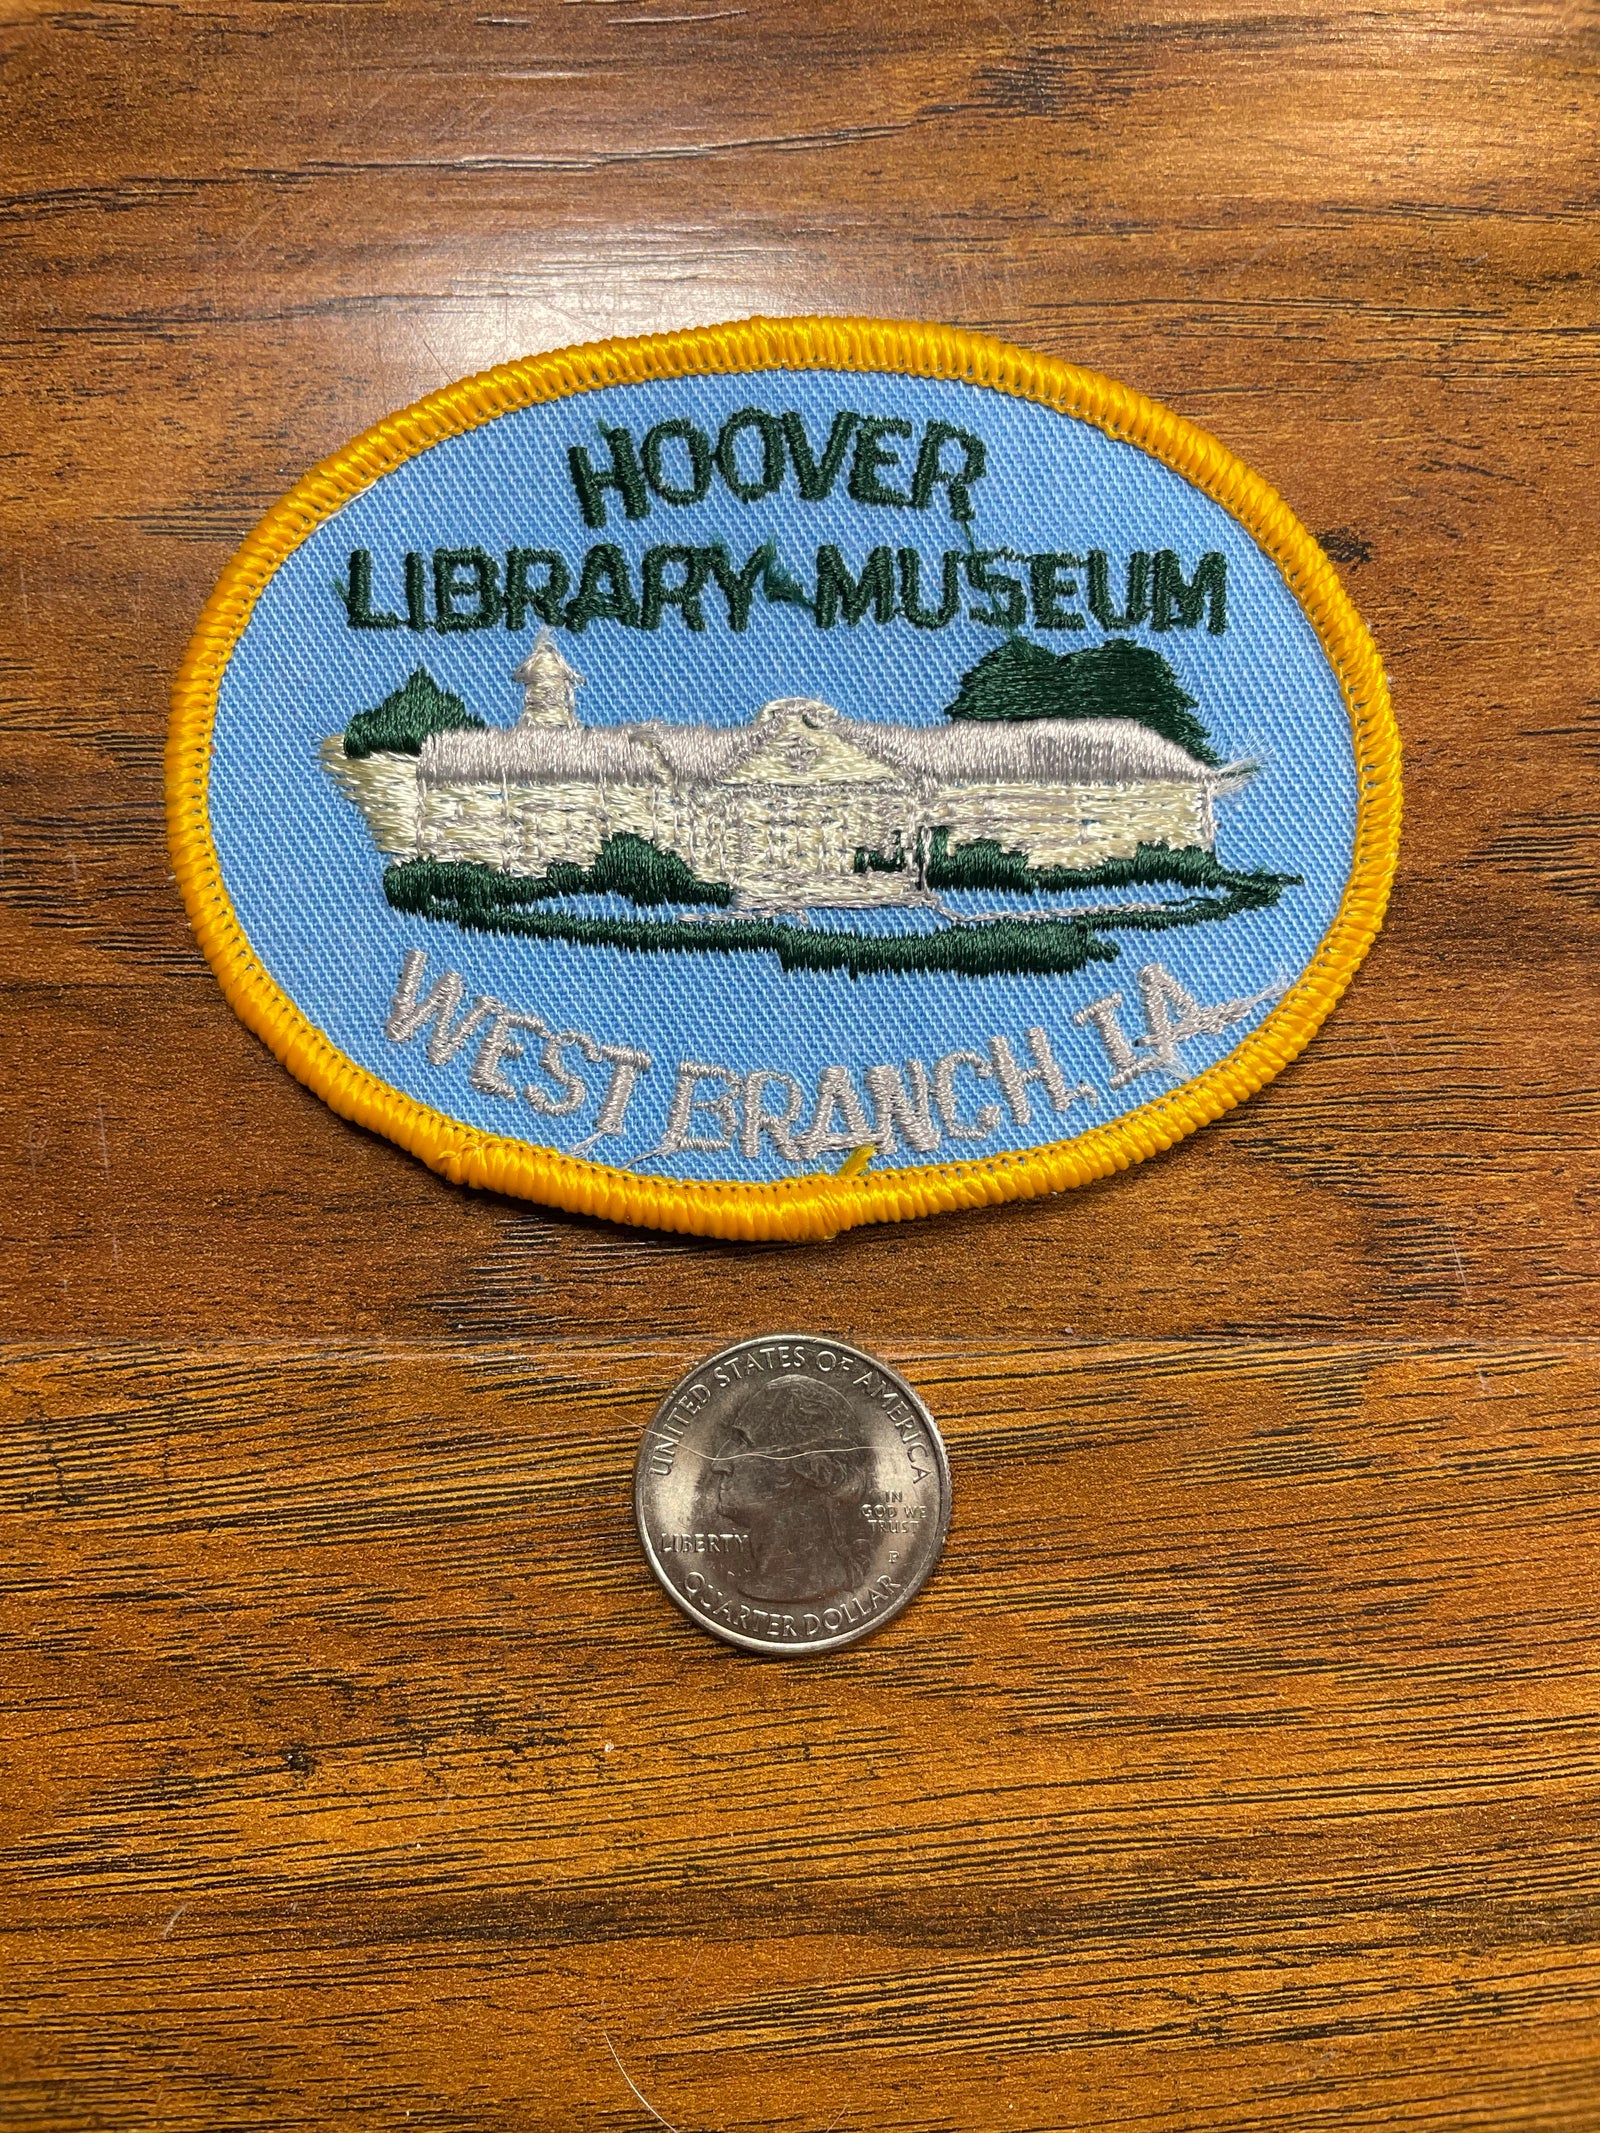 HOOVER
LIBRARY-MUSEUM
WEST BRANCH, IA
UNITED STATES OF AMERICA
IN
GOD WE
TRUST
LIBERTY
P
QUARTER DOLLAR